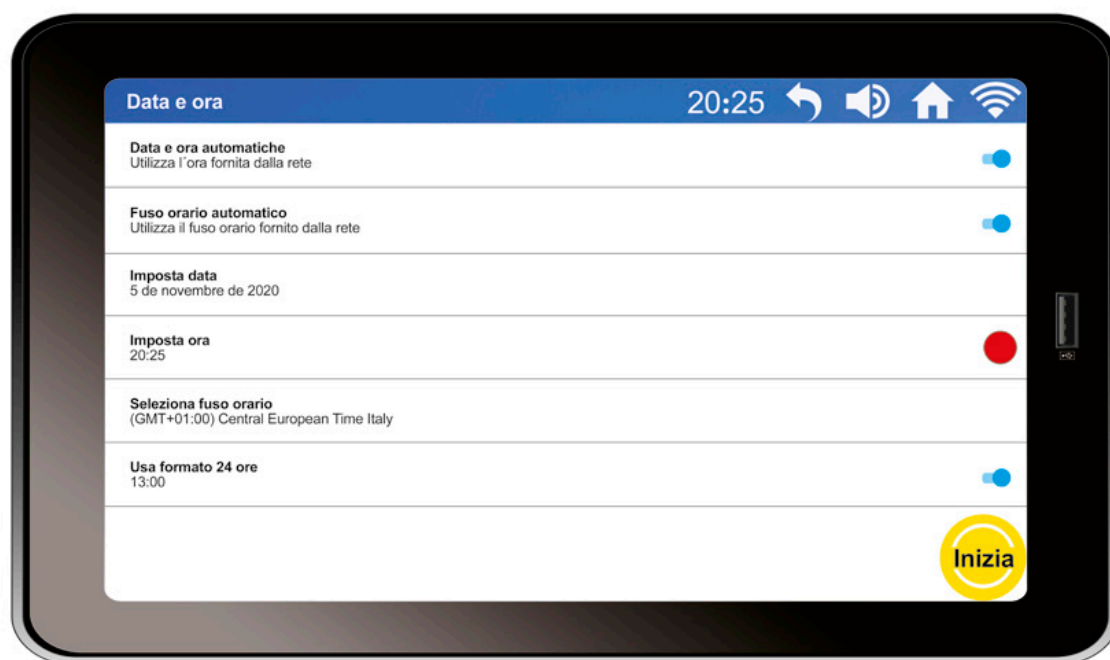 Data e ora
20:25
Data e ora automatiche
Utilizza l´ora fornita dalla rete
Fuso orario automatico
Utilizza il fuso orario fornito dalla rete
Imposta data
5 de novembre de 2020
Imposta ora
20:25
Seleziona fuso orario
(GMT+01:00) Central European Time Italy
Usa formato 24 ore
13:00
Inizia